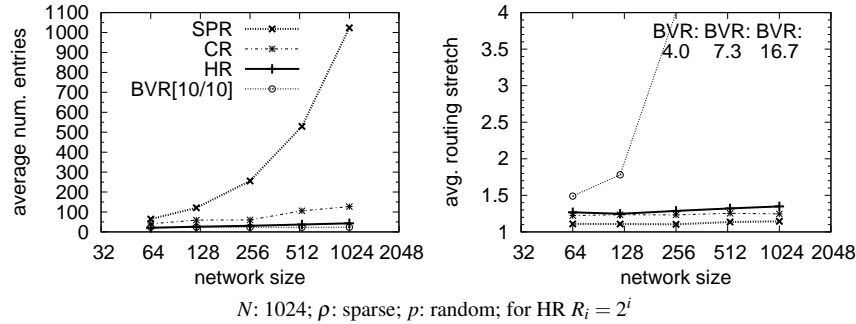 1100
1000
900
800
700
600
500
400
300
200
100
0
average num. entries
SPR
CR
HR
BVR[10/10]
32 64 128 256 512 1024 2048
network size
4
3.5
3
2.5
2
1.5
1
avg. routing stretch
BVR: BVR: BVR:
4.0 7.3 16.7
32 64 128 256 512 1024 2048
network size
N: 1024; ρ: sparse; p: random; for HR Rᵢ = 2ⁱ